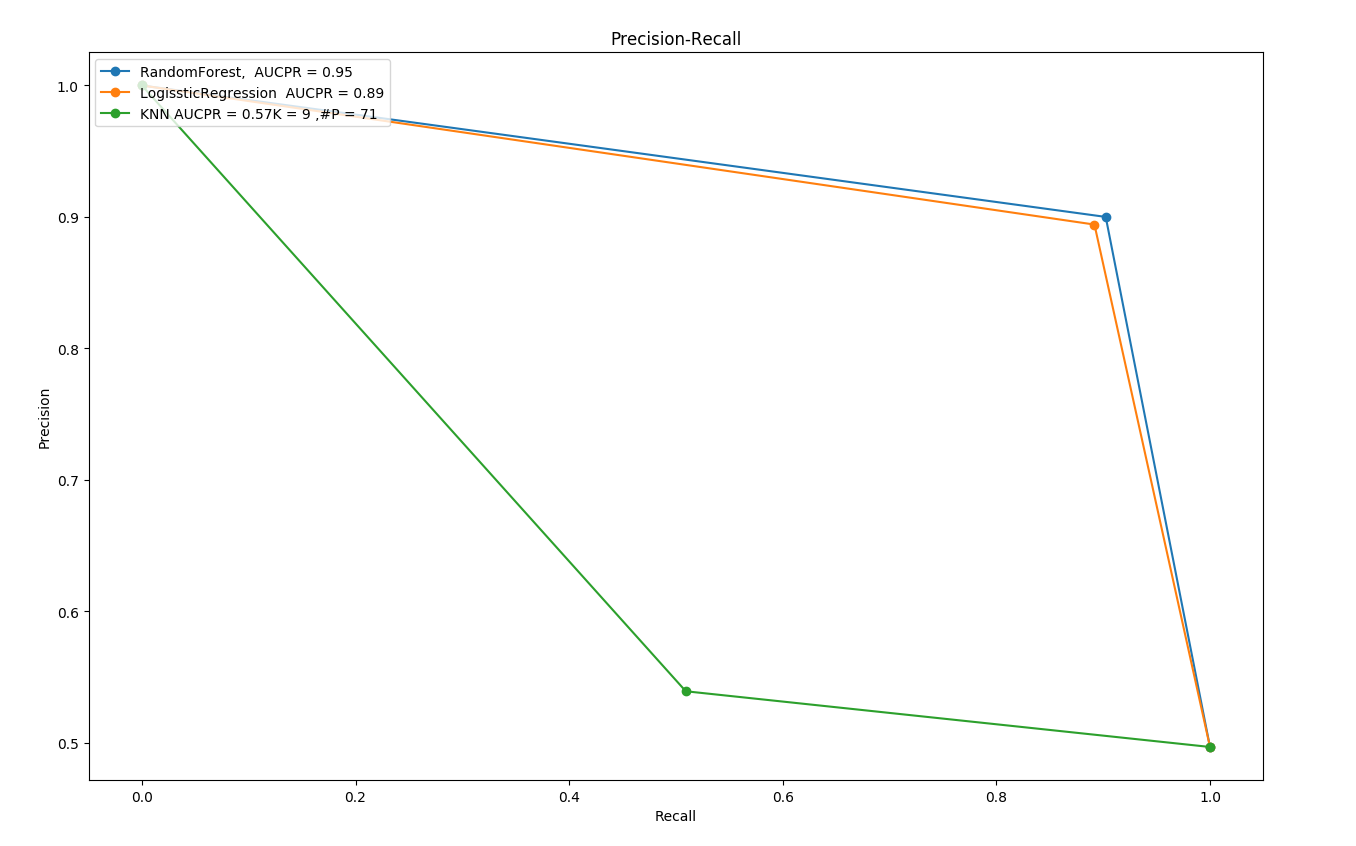 Precision-Recall
RandomForest,  AUCPR = 0.95
LogissticRegression  AUCPR = 0.89
KNN AUCPR = 0.57K = 9 ,#P = 71
1.0
0.9
0.8
0.7
0.6
0.5
Precision
0.0 0.2 0.4 0.6 0.8 1.0
Recall